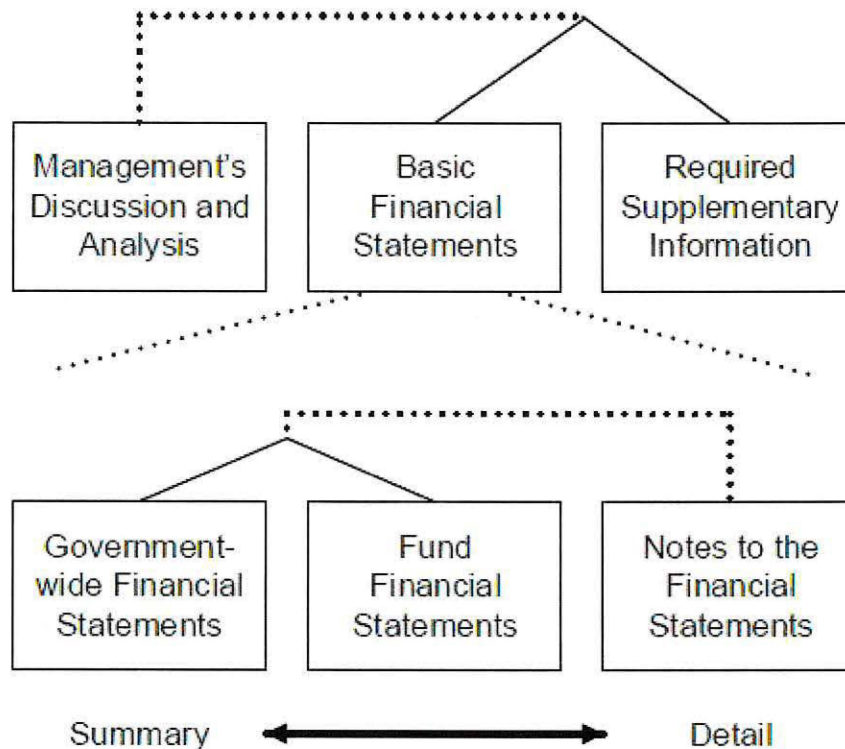 Management's
Discussion and
Analysis
Basic
Financial
Statements
Required
Supplementary
Information
Government-
wide Financial
Statements
Fund
Financial
Statements
Notes to the
Financial
Statements
Summary
Detail